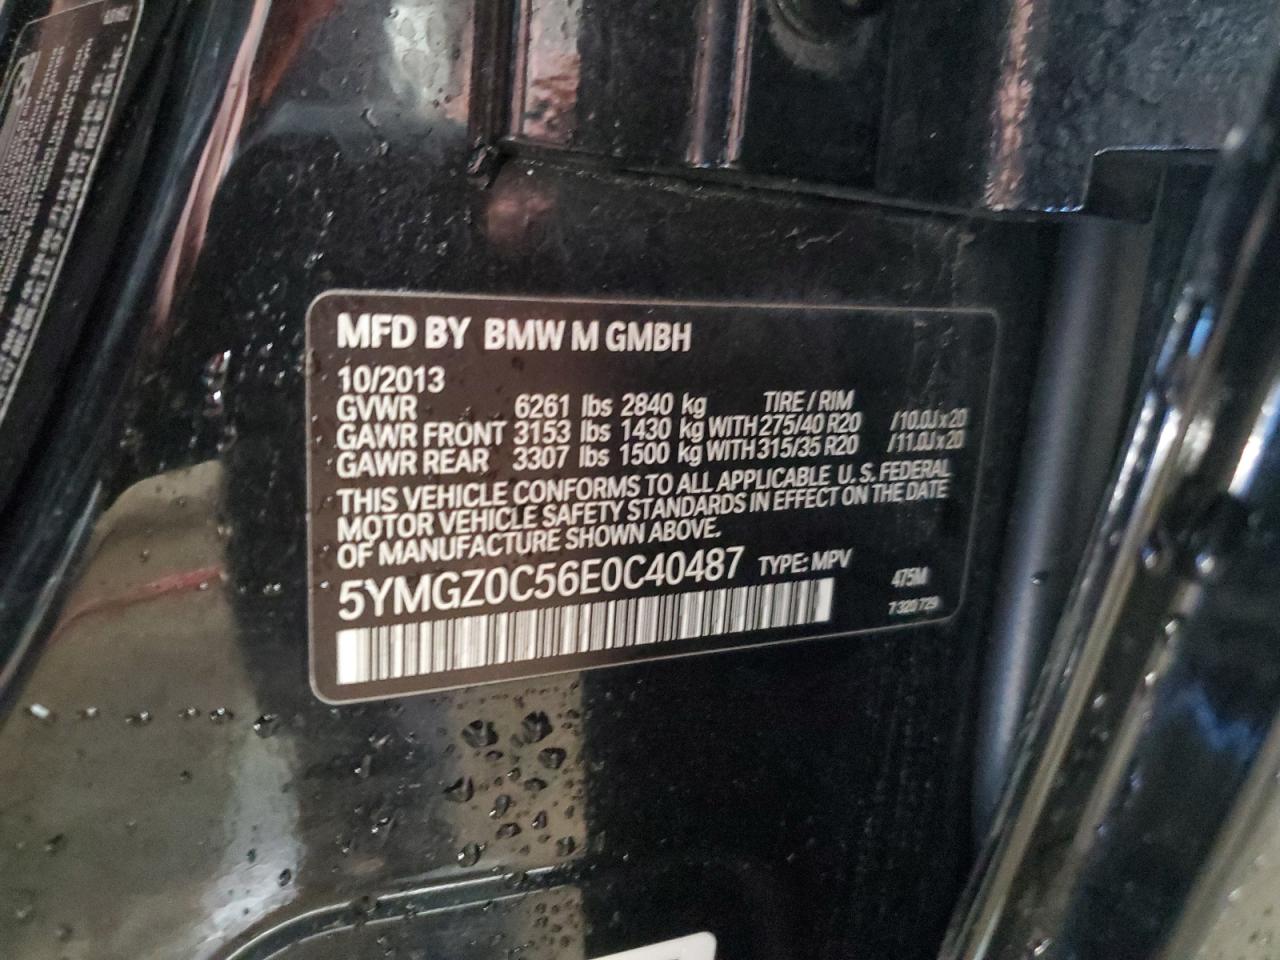 MFD BY BMW M GMBH
10/2013
GVWR 6261 lbs 2840 kg TIRE / RIM
GAWR FRONT 3153 lbs 1430 kg WITH 275/40 R20 /10.0J x 20
GAWR REAR 3307 lbs 1500 kg WITH 315/35 R20 /11.0J x 20
THIS VEHICLE CONFORMS TO ALL APPLICABLE U.S. FEDERAL
MOTOR VEHICLE SAFETY STANDARDS IN EFFECT ON THE DATE
OF MANUFACTURE SHOWN ABOVE.
5YMGZ0C56E0C40487 TYPE: MPV 475M
7 320 729